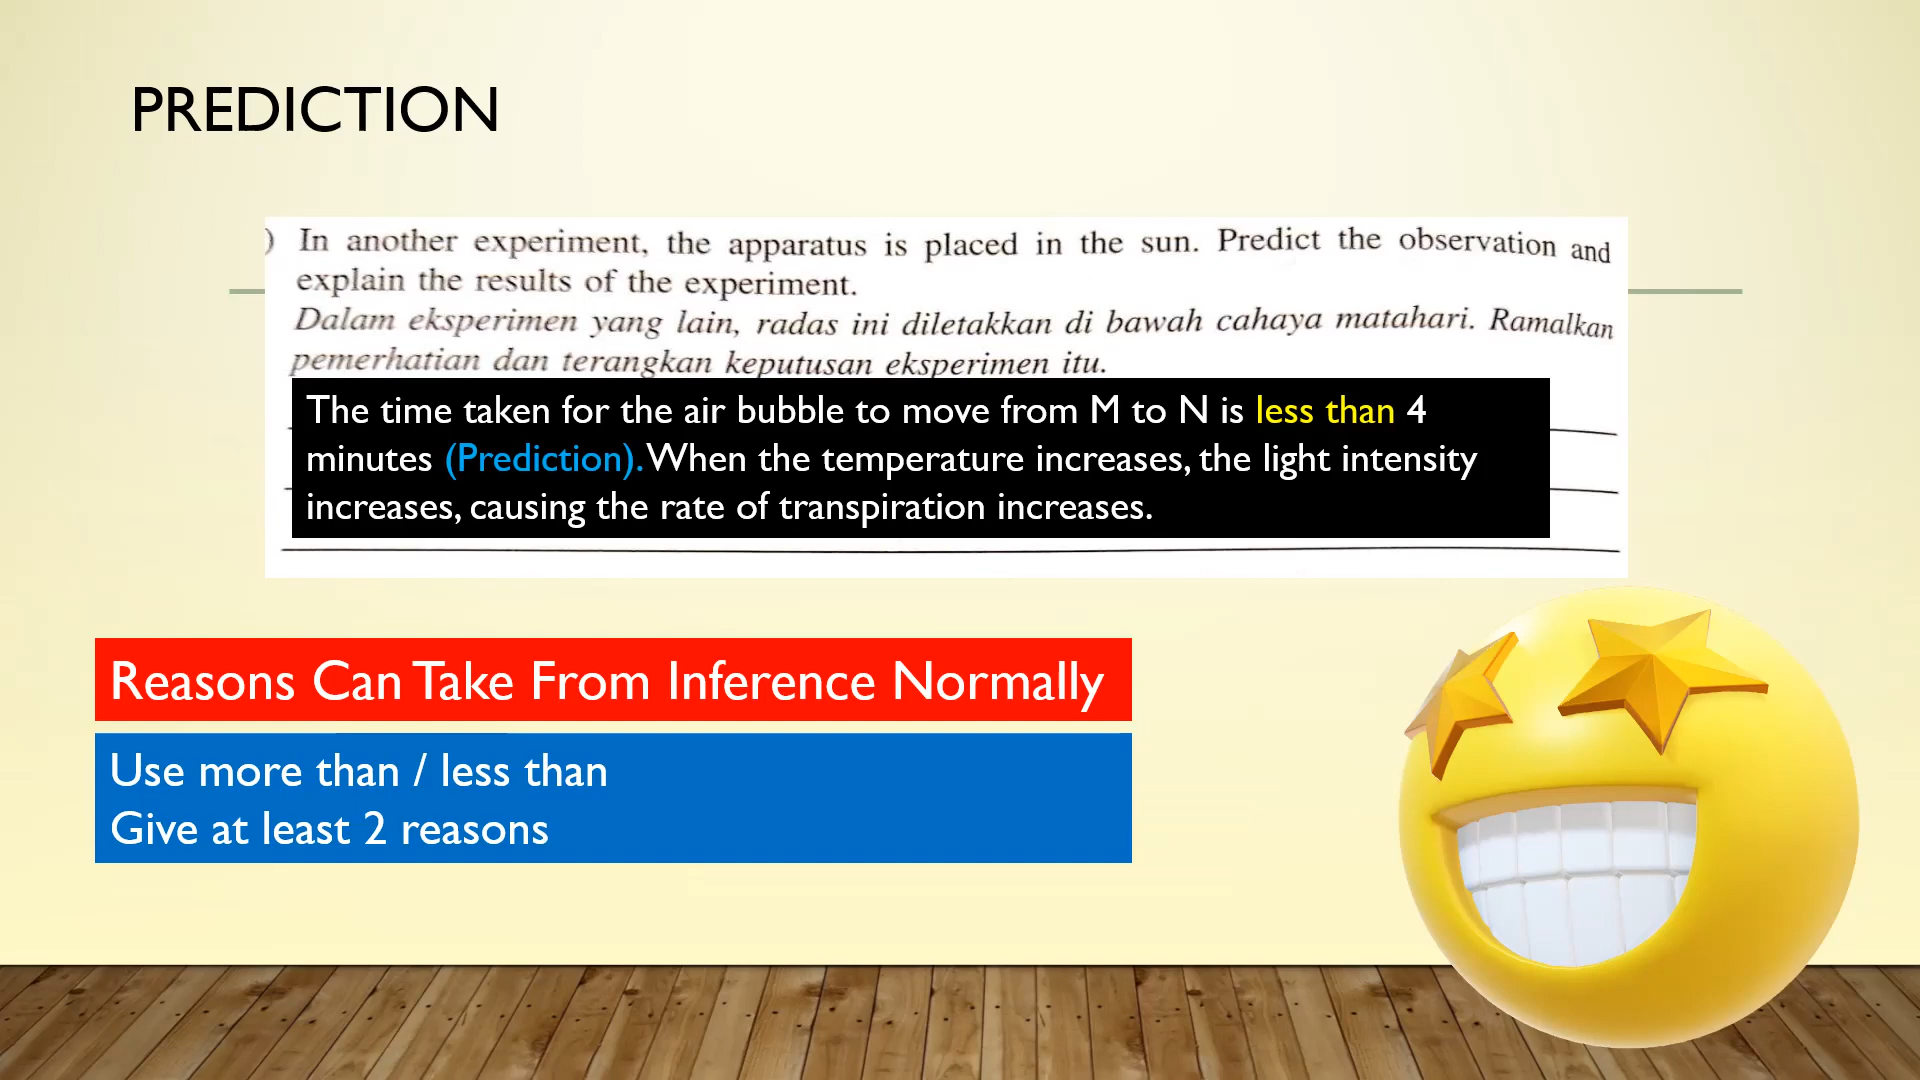 PREDICTION
) In another experiment, the apparatus is placed in the sun. Predict the observation and
explain the results of the experiment.
Dalam eksperimen yang lain, radas ini diletakkan di bawah cahaya matahari. Ramalkan
pemerhatian dan terangkan keputusan eksperimen itu.
The time taken for the air bubble to move from M to N is less than 4
minutes (Prediction). When the temperature increases, the light intensity
increases, causing the rate of transpiration increases.
Reasons Can Take From Inference Normally
Use more than / less than
Give at least 2 reasons